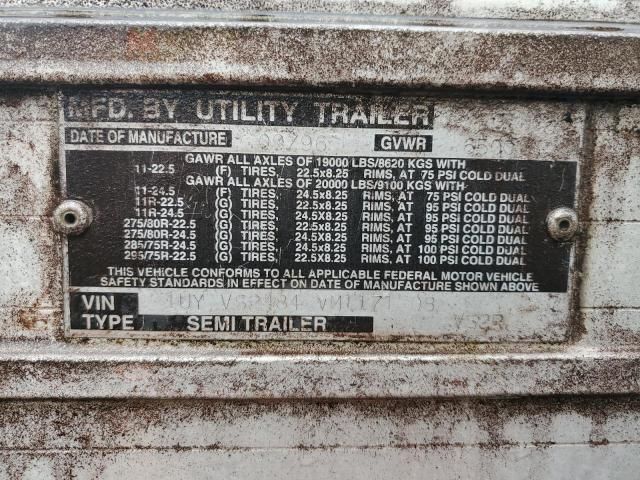 MFD. BY UTILITY TRAILER
DATE OF MANUFACTURE 09/96 GVWR
GAWR ALL AXLES OF 19000 LBS/8620 KGS WITH
11-22.5 (F) TIRES, 22.5x8.25 RIMS, AT 75 PSI COLD DUAL
GAWR ALL AXLES OF 20000 LBS/9100 KGS WITH
11-24.5 (G) TIRES, 24.5x8.25 RIMS, AT 75 PSI COLD DUAL
11R-22.5 (G) TIRES, 22.5x8.25 RIMS, AT 95 PSI COLD DUAL
11R-24.5 (G) TIRES, 24.5X8.25 RIMS, AT 95 PSI COLD DUAL
275/80R-22.5 (G) TIRES, 22.5X8.25 RIMS, AT 95 PSI COLD DUAL
275/80R-24.5 (G) TIRES, 24.5X8.25 RIMS, AT 95 PSI COLD DUAL
285/75R-24.5 (G) TIRES, 24.5x8.25 RIMS, AT 100 PSI COLD DUAL
295/75R-22.5 (G) TIRES, 22.5X8.25 RIMS, AT 100 PSI COLD DUAL
THIS VEHICLE CONFORMS TO ALL APPLICABLE FEDERAL MOTOR VEHICLE
SAFETY STANDARDS IN EFFECT ON DATE OF MANUFACTURE SHOWN ABOVE
VIN 1UY
TYPE SEMI TRAILER